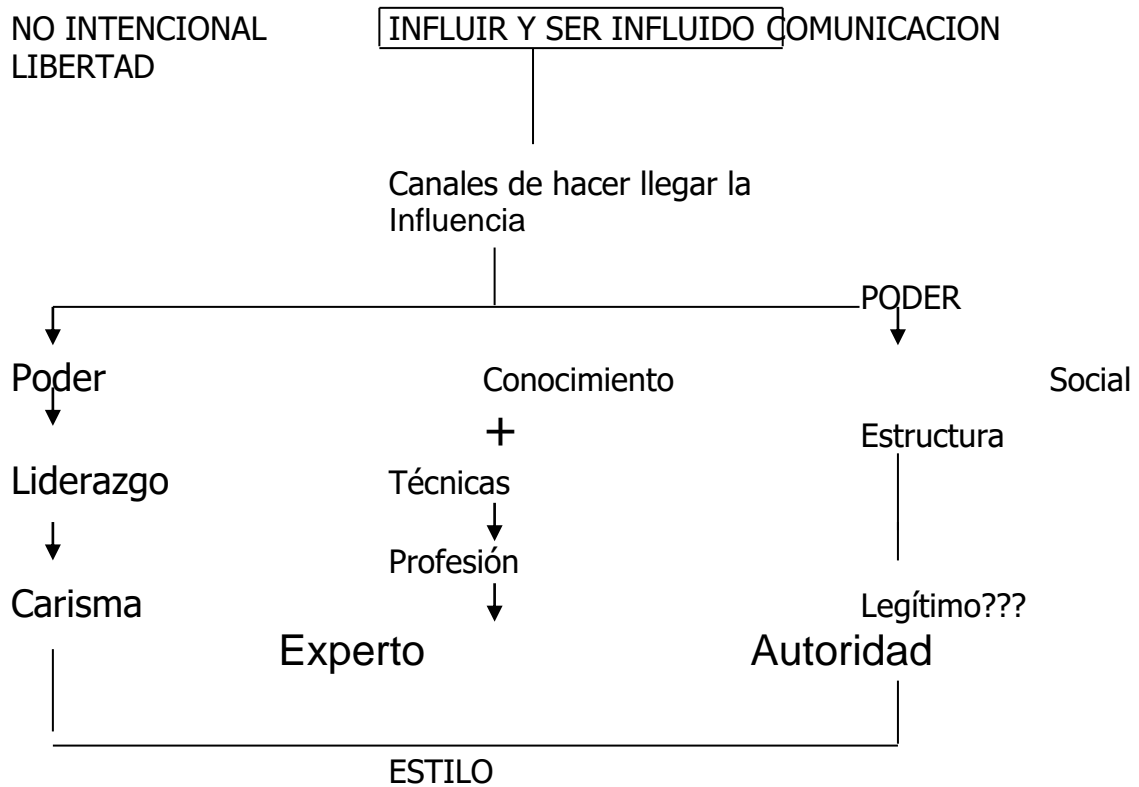 NO INTENCIONAL INFLUIR Y SER INFLUIDO COMUNICACION
LIBERTAD
Canales de hacer llegar la
Influencia
PODER
Poder Conocimiento Social
+ Estructura
Liderazgo Técnicas
Profesión
Carisma Legítimo???
Experto Autoridad
ESTILO